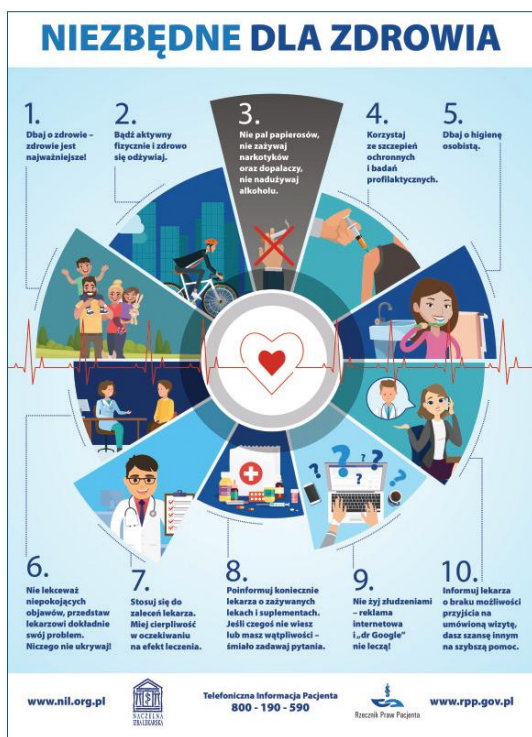 NIEZBĘDNE DLA ZDROWIA
1.
Dbaj o zdrowie –
zdrowie jest
najważniejsze!
2.
Bądź aktywny
fizycznie i zdrowo
się odżywiaj.
3.
Nie pal papierosów,
nie zażywaj
narkotyków
oraz dopalaczy,
nie nadużywaj
alkoholu.
4.
Korzystaj
ze szczepień
ochronnych
i badań
profilaktycznych.
5.
Dbaj o higienę
osobistą.
6.
Nie lekceważ
niepokojących
objawów, przedstaw
lekarzowi dokładnie
swój problem.
Niczego nie ukrywaj!
7.
Stosuj się do
zaleceń lekarza.
Miej cierpliwość
w oczekiwaniu
na efekt leczenia.
8.
Poinformuj koniecznie
lekarza o zażywanych
lekach i suplementach.
Jeśli czegoś nie wiesz
lub masz wątpliwości –
śmiało zadawaj pytania.
9.
Nie żyj złudzeniami
– reklama
internetowa
i „dr Google”
nie leczą!
10.
Informuj lekarza
o braku możliwości
przyjścia na
umówioną wizytę,
dasz szansę innym
na szybszą pomoc.
www.nil.org.pl
NACZELNA
IZBA LEKARSKA
Telefoniczna Informacja Pacjenta
800 - 190 - 590
Rzecznik Praw Pacjenta
www.rpp.gov.pl